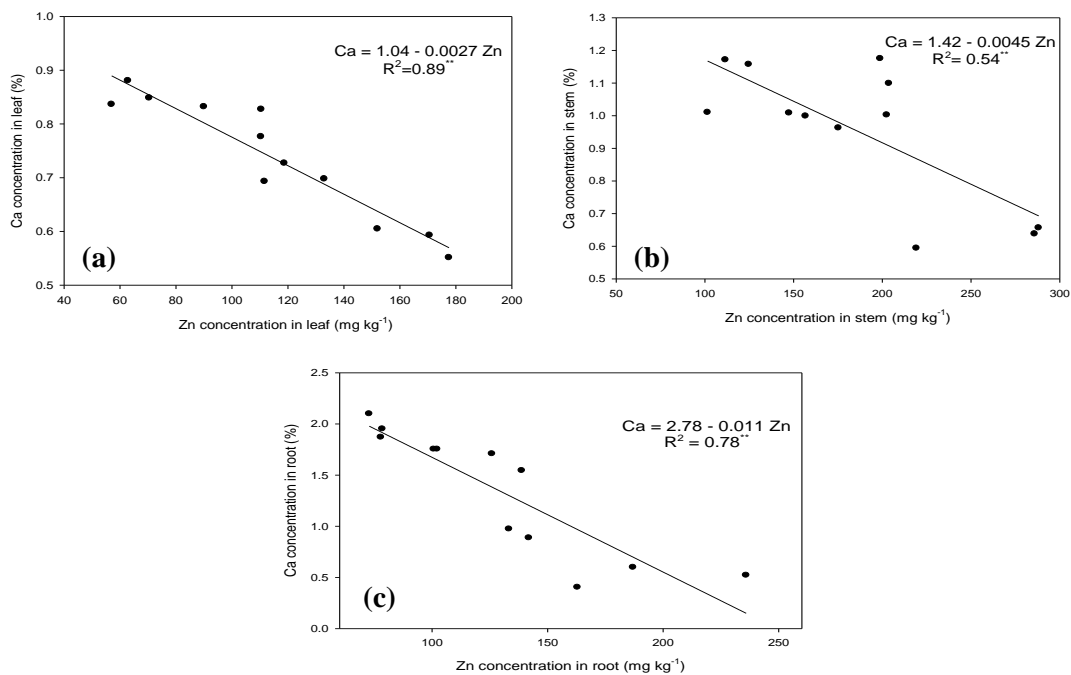 Ca = 1.04 - 0.0027 Zn
R²=0.89**
Ca concentration in leaf (%)
1.0
0.9
0.8
0.7
0.6
0.5
(a)
40 60 80 100 120 140 160 180 200
Zn concentration in leaf (mg kg⁻¹)
Ca = 1.42 - 0.0045 Zn
R²= 0.54**
Ca concentration in stem (%)
1.3
1.2
1.1
1.0
0.9
0.8
0.7
0.6
0.5
(b)
50 100 150 200 250 300
Zn concentration in stem (mg kg⁻¹)
Ca = 2.78 - 0.011 Zn
R² = 0.78**
Ca concentration in root (%)
2.5
2.0
1.5
1.0
0.5
0.0
(c)
100 150 200 250
Zn concentration in root (mg kg⁻¹)